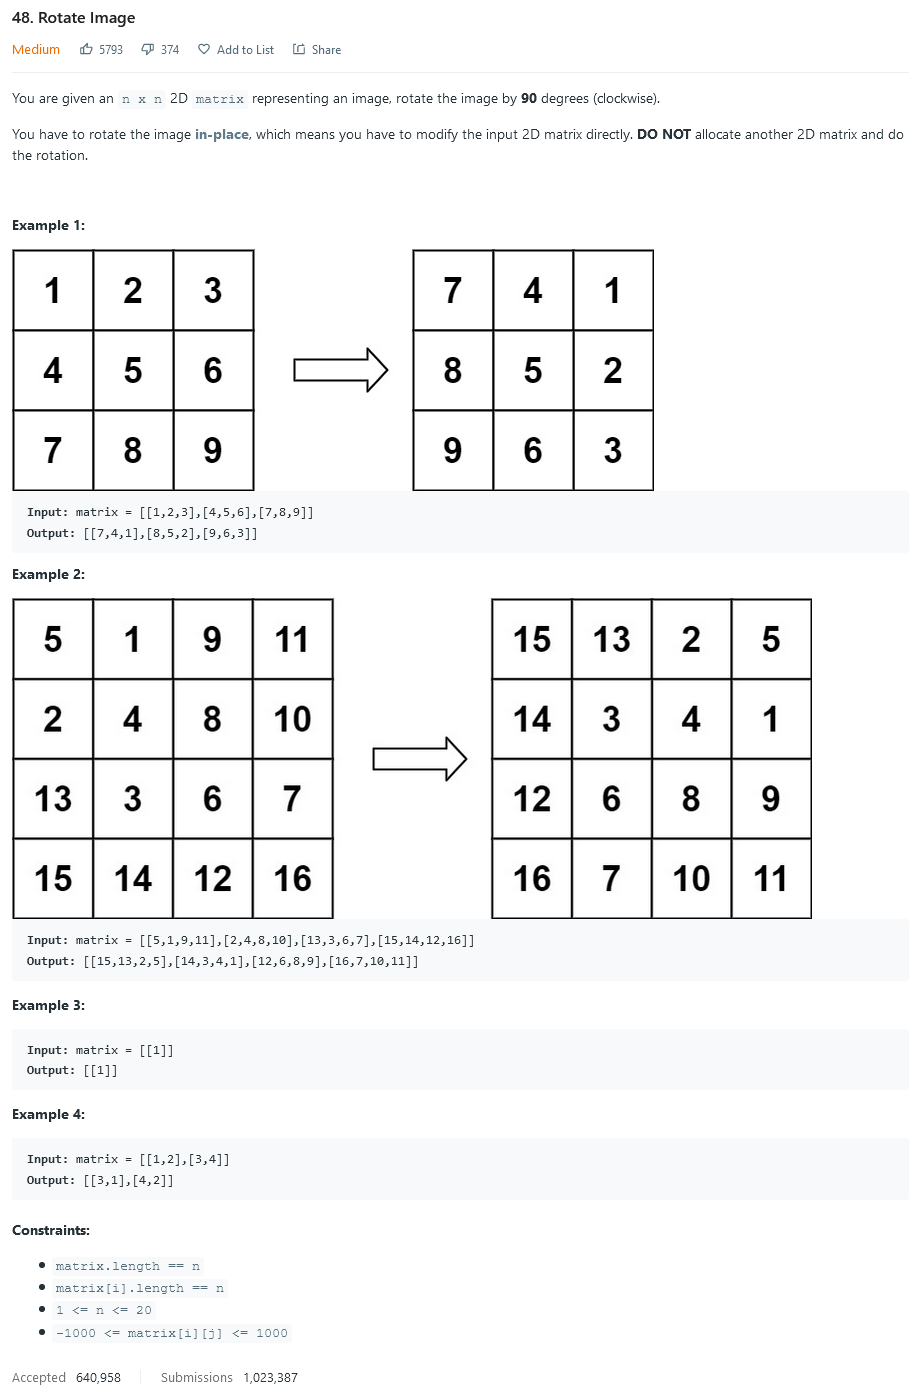 48. Rotate Image
Medium 5793 374 Add to List Share
You are given an n x n 2D matrix representing an image, rotate the image by 90 degrees (clockwise).
You have to rotate the image in-place, which means you have to modify the input 2D matrix directly. DO NOT allocate another 2D matrix and do
the rotation.
Example 1:
1 2 3 7 4 1
4 5 6 8 5 2
7 8 9 9 6 3
Input: matrix = [[1,2,3],[4,5,6],[7,8,9]]
Output: [[7,4,1],[8,5,2],[9,6,3]]
Example 2:
5 1 9 11 15 13 2 5
2 4 8 10 14 3 4 1
13 3 6 7 12 6 8 9
15 14 12 16 16 7 10 11
Input: matrix = [[5,1,9,11],[2,4,8,10],[13,3,6,7],[15,14,12,16]]
Output: [[15,13,2,5],[14,3,4,1],[12,6,8,9],[16,7,10,11]]
Example 3:
Input: matrix = [[1]]
Output: [[1]]
Example 4:
Input: matrix = [[1,2],[3,4]]
Output: [[3,1],[4,2]]
Constraints:
matrix.length == n
matrix[i].length == n
1 <= n <= 20
-1000 <= matrix[i][j] <= 1000
Accepted 640,958 Submissions 1,023,387